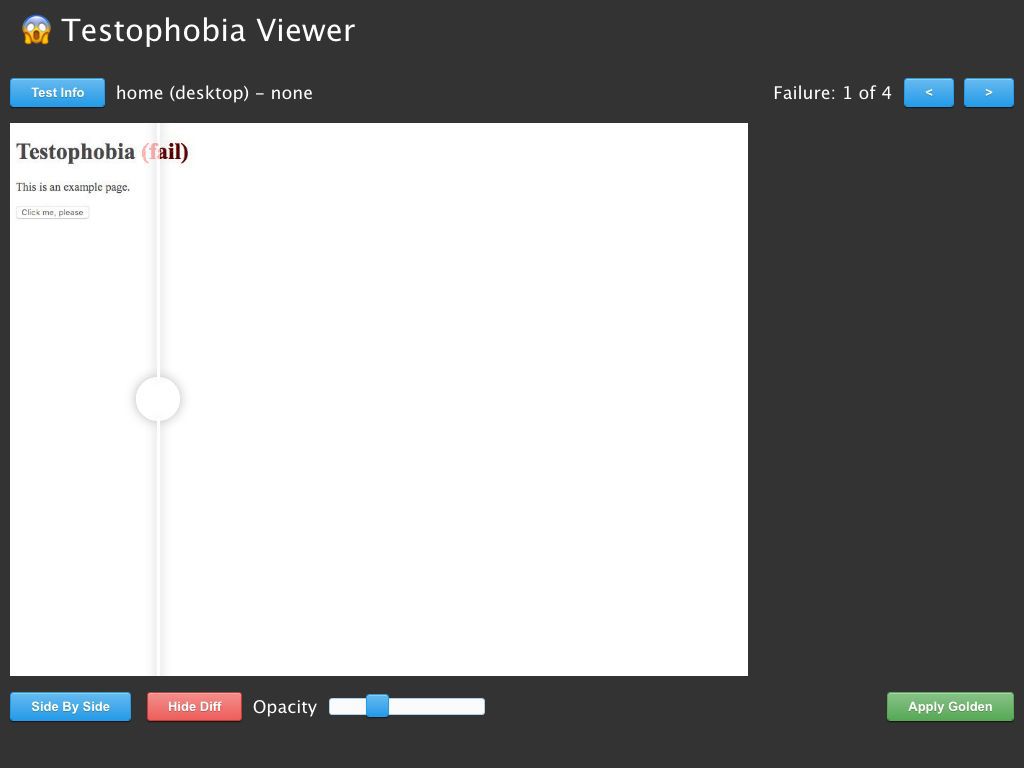 😱 Testophobia Viewer
Test Info home (desktop) – none Failure: 1 of 4 < >
Testophobia (fail)
This is an example page.
Click me, please
Side By Side Hide Diff Opacity Apply Golden